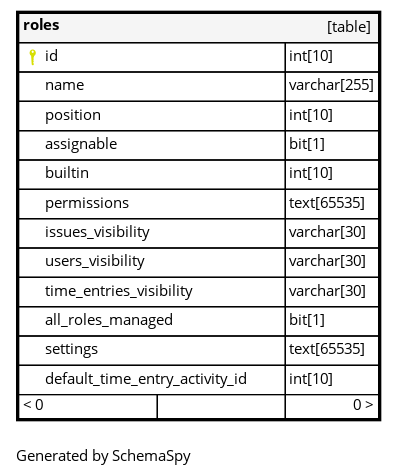 roles [table]
id int[10]
name varchar[255]
position int[10]
assignable bit[1]
builtin int[10]
permissions text[65535]
issues_visibility varchar[30]
users_visibility varchar[30]
time_entries_visibility varchar[30]
all_roles_managed bit[1]
settings text[65535]
default_time_entry_activity_id int[10]
< 0 0 >
Generated by SchemaSpy